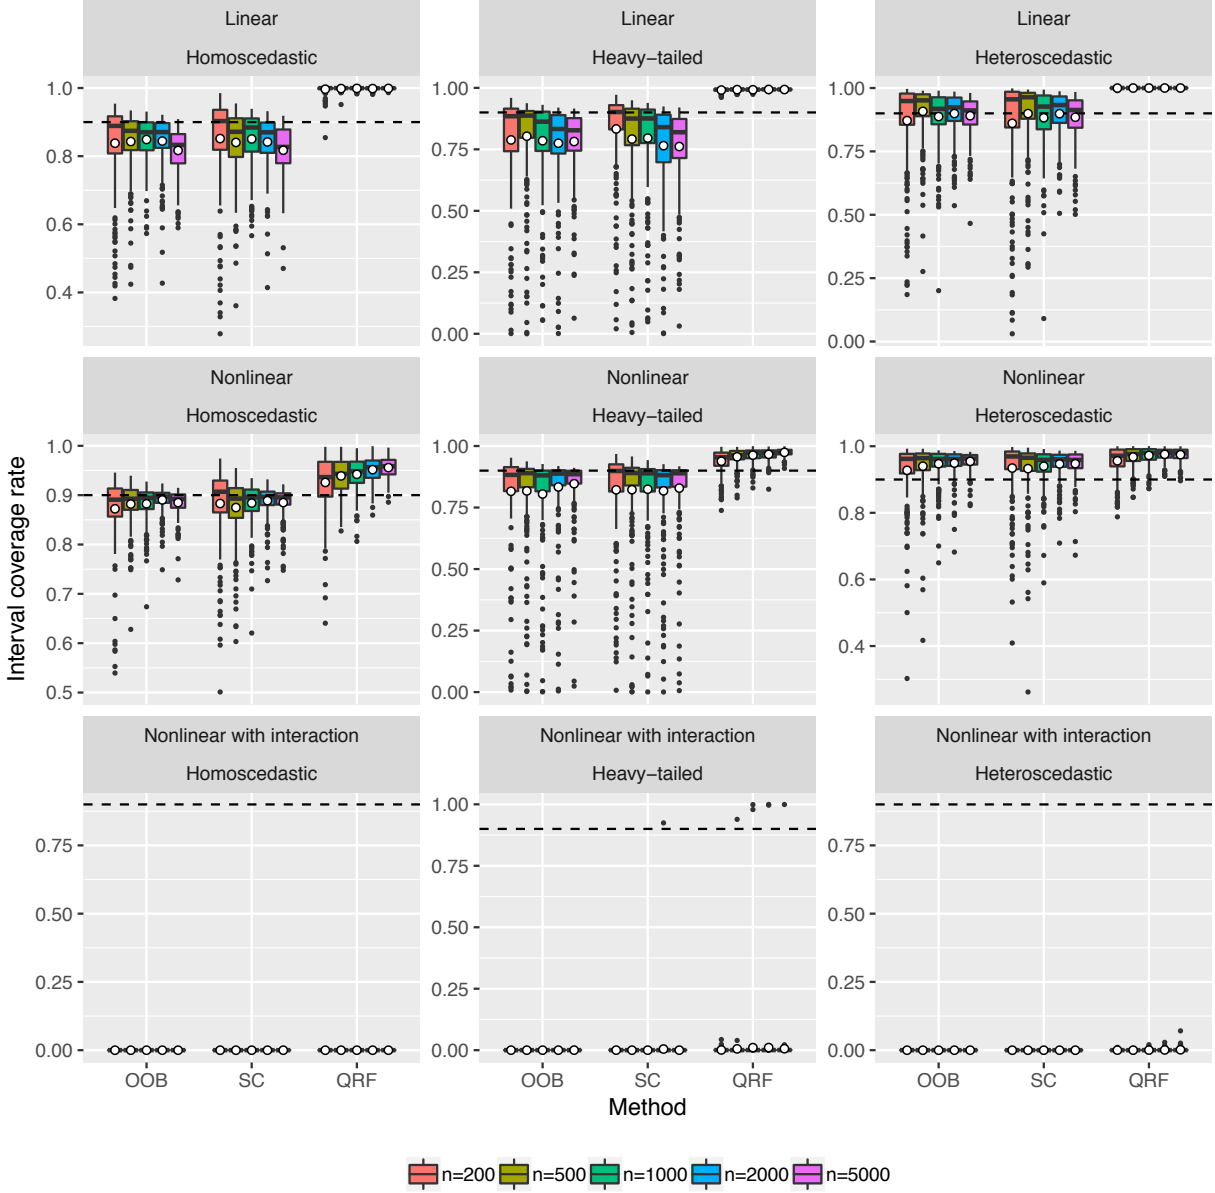 Linear Linear Linear
Homoscedastic Heavy−tailed Heteroscedastic
1.0 1.00 1.00
0.8 0.75 0.75
0.6 0.50 0.50
0.4 0.25 0.25
0.00 0.00
Nonlinear Nonlinear Nonlinear
Homoscedastic Heavy−tailed Heteroscedastic
Interval coverage rate
1.0 1.00 1.0
0.9 0.75 0.8
0.8 0.50 0.6
0.7 0.25 0.4
0.6 0.00
0.5
Nonlinear with interaction Nonlinear with interaction Nonlinear with interaction
Homoscedastic Heavy−tailed Heteroscedastic
1.00
0.75 0.75 0.75
0.50 0.50 0.50
0.25 0.25 0.25
0.00 0.00 0.00
OOB SC QRF OOB SC QRF OOB SC QRF
Method
n=200 n=500 n=1000 n=2000 n=5000